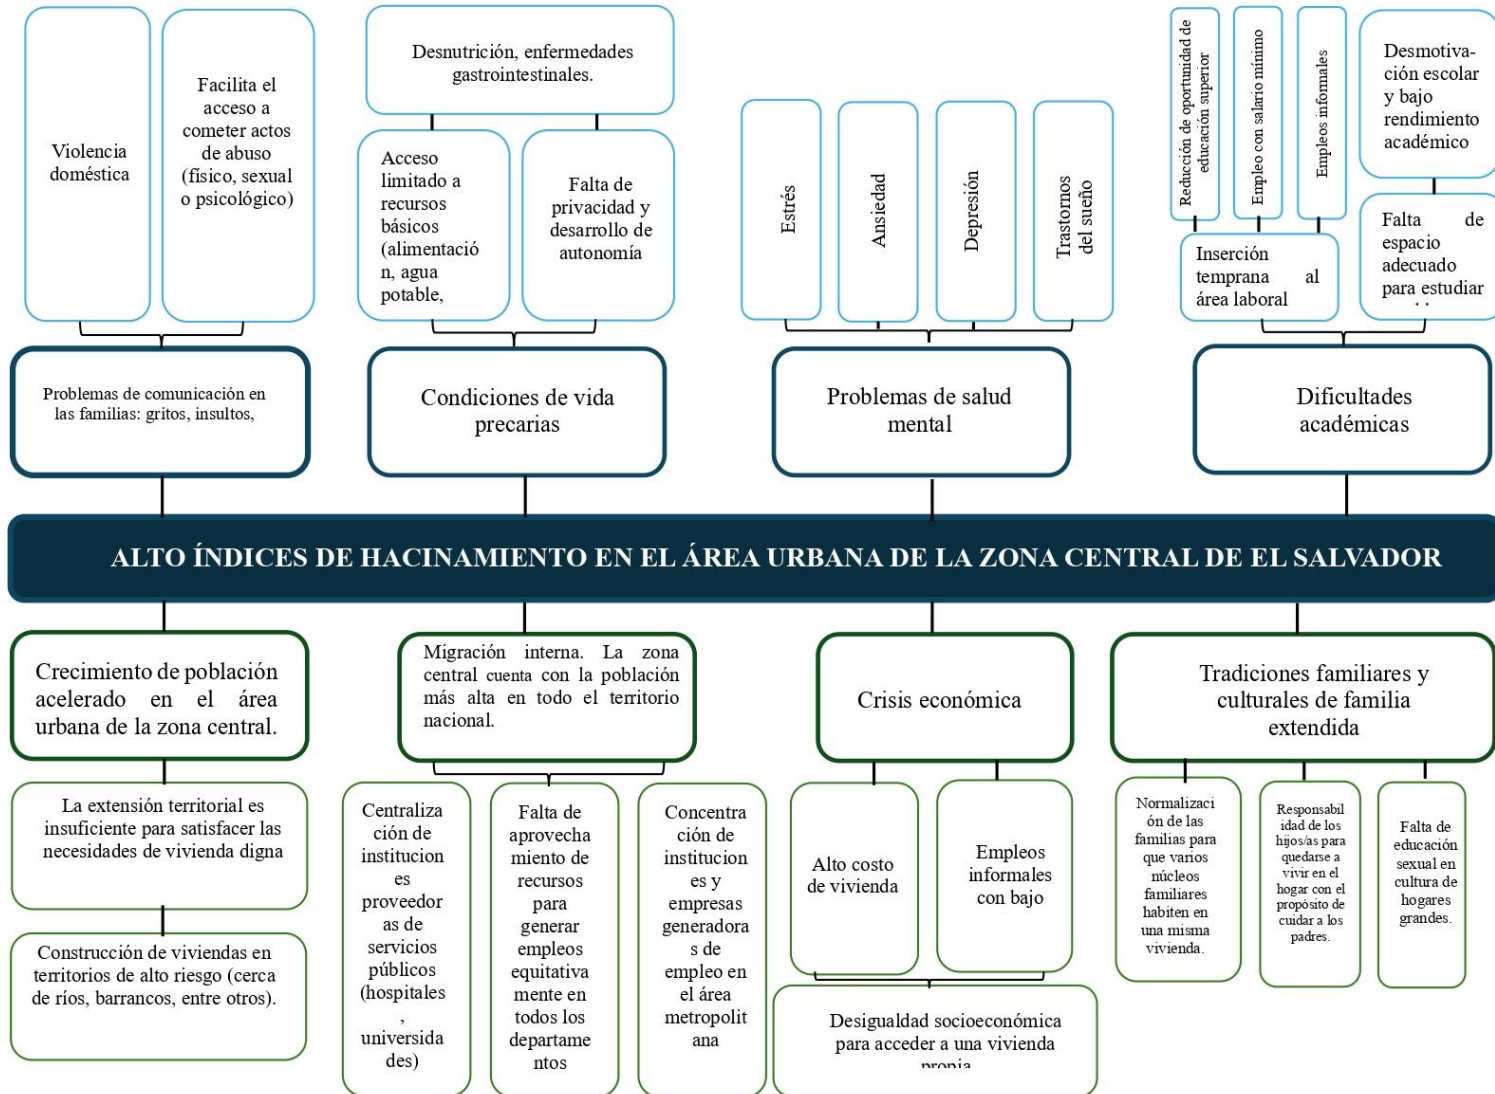 Violencia
doméstica
Facilita el
acceso a
cometer actos
de abuso
(físico, sexual
o psicológico)
Desnutrición, enfermedades
gastrointestinales.
Acceso
limitado a
recursos
básicos
(alimentació
n, agua
potable,
Falta de
privacidad y
desarrollo de
autonomía
Estrés
Ansiedad
Depresión
Trastornos
del sueño
Reducción de oportunidad de
educación superior
Empleo con salario mínimo
Empleos informales
Desmotiva-
ción escolar
y bajo
rendimiento
académico
Inserción
temprana al
área laboral
Falta de
espacio
adecuado
para estudiar
Problemas de comunicación en
las familias: gritos, insultos,
Condiciones de vida
precarias
Problemas de salud
mental
Dificultades
académicas
ALTO ÍNDICES DE HACINAMIENTO EN EL ÁREA URBANA DE LA ZONA CENTRAL DE EL SALVADOR
Crecimiento de población
acelerado en el área
urbana de la zona central.
Migración interna. La zona
central cuenta con la población
más alta en todo el territorio
nacional.
Crisis económica
Tradiciones familiares y
culturales de familia
extendida
La extensión territorial es
insuficiente para satisfacer las
necesidades de vivienda digna
Construcción de viviendas en
territorios de alto riesgo (cerca
de ríos, barrancos, entre otros).
Centraliza
ción de
institucion
es
proveedor
as de
servicios
públicos
(hospitales
,
universida
des)
Falta de
aprovecha
miento de
recursos
para
generar
empleos
equitativa
mente en
todos los
departame
ntos
Concentra
ción de
institucion
es y
empresas
generadora
s de
empleo en
el área
metropolit
ana
Alto costo
de vivienda
Empleos
informales
con bajo
Desigualdad socioeconómica
para acceder a una vivienda
propia
Normalizaci
ón de las
familias para
que varios
núcleos
familiares
habiten en
una misma
vivienda.
Responsabil
idad de los
hijos/as para
quedarse a
vivir en el
hogar con el
propósito de
cuidar a los
padres.
Falta de
educación
sexual en
cultura de
hogares
grandes.